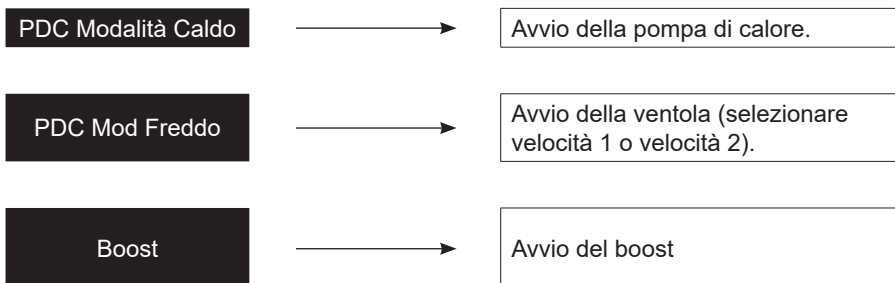 PDC Modalità Caldo
Avvio della pompa di calore.
PDC Mod Freddo
Avvio della ventola (selezionare
velocità 1 o velocità 2).
Boost
Avvio del boost